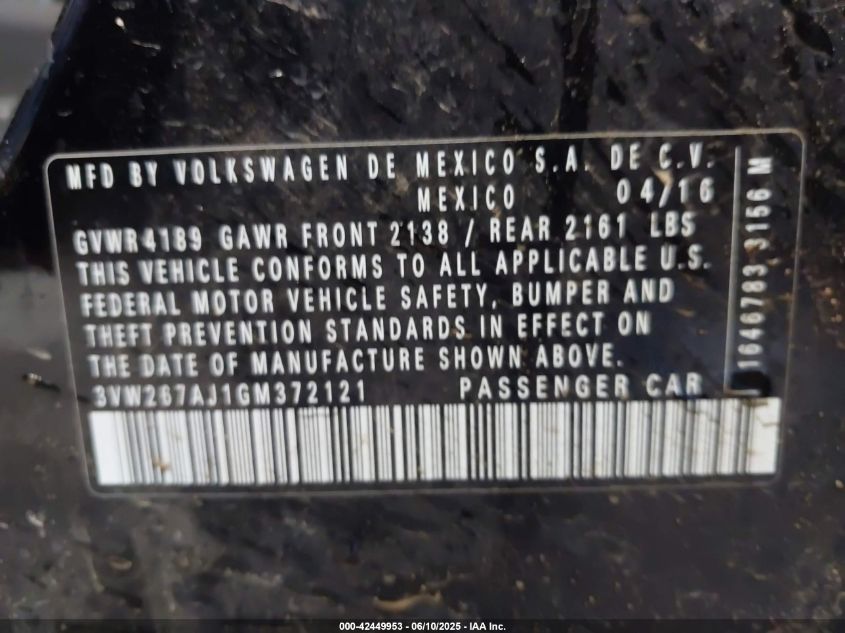 MFD BY VOLKSWAGEN DE MEXICO S.A. DE C.V.
MEXICO 04/16
GVWR 4189 GAWR FRONT 2138 / REAR 2161 LBS
THIS VEHICLE CONFORMS TO ALL APPLICABLE U.S.
FEDERAL MOTOR VEHICLE SAFETY, BUMPER AND
THEFT PREVENTION STANDARDS IN EFFECT ON
THE DATE OF MANUFACTURE SHOWN ABOVE.
3VW267AJ1GM372121 PASSENGER CAR
1646783 3156 M
000-42449953 - 06/10/2025 - IAA Inc.